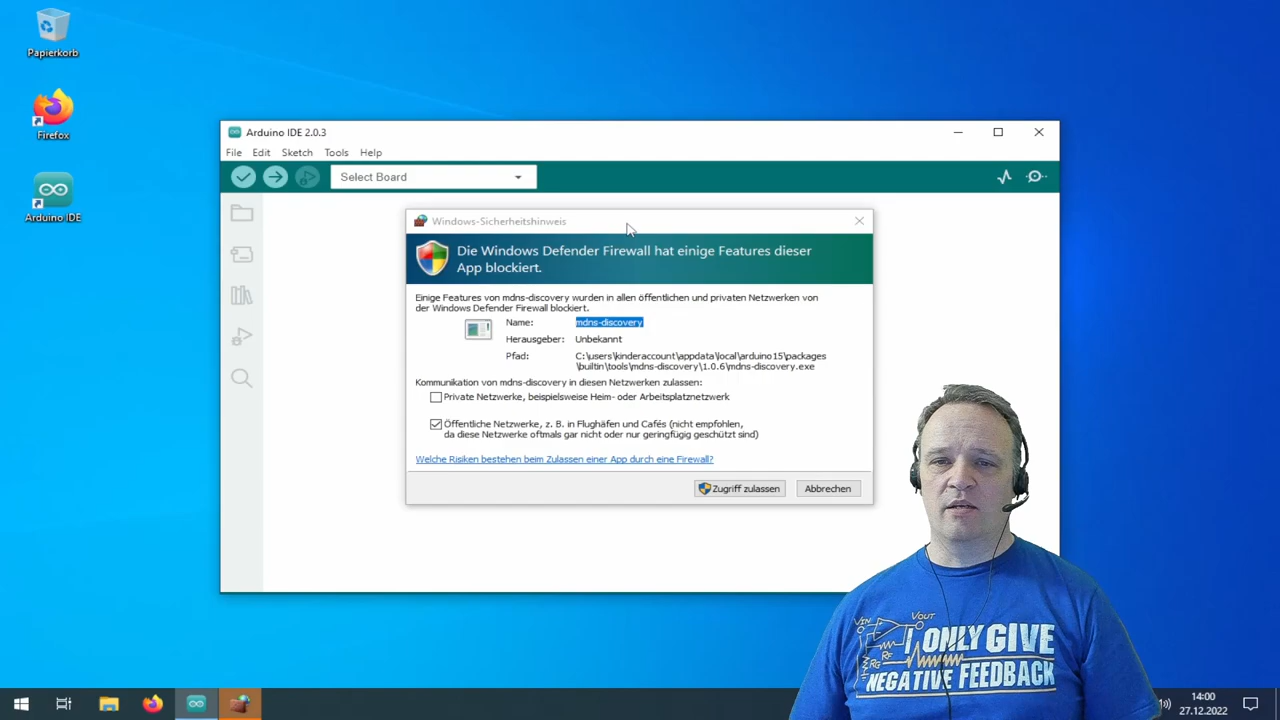 Papierkorb
Firefox
Arduino IDE
Arduino IDE 2.0.3
File Edit Sketch Tools Help
Select Board
Windows-Sicherheitshinweis
Die Windows Defender Firewall hat einige Features dieser
App blockiert.
Einige Features von mdns-discovery wurden in allen öffentlichen und privaten Netzwerken von
der Windows Defender Firewall blockiert.
Name: mdns-discovery
Herausgeber: Unbekannt
Pfad: C:\users\kinderaccount\appdata\local\arduino15\packages
\builtin\tools\mdns-discovery\1.0.6\mdns-discovery.exe
Kommunikation von mdns-discovery in diesen Netzwerken zulassen:
Private Netzwerke, beispielsweise Heim- oder Arbeitsplatznetzwerk
Öffentliche Netzwerke, z. B. in Flughäfen und Cafés (nicht empfohlen,
da diese Netzwerke oftmals gar nicht oder nur geringfügig geschützt sind)
Welche Risiken bestehen beim Zulassen einer App durch eine Firewall?
Zugriff zulassen Abbrechen
VIN VOUT
RF
RG
I ONLY GIVE
NEGATIVE FEEDBACK
14:00
27.12.2022